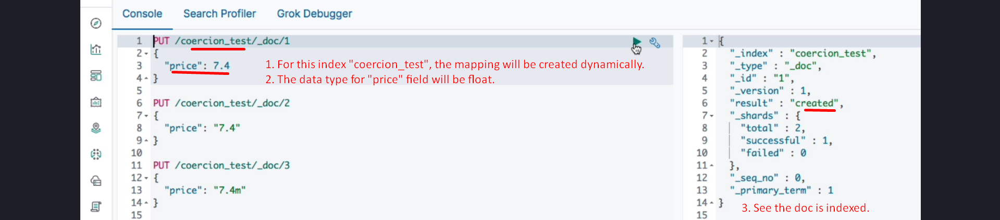 Console Search Profiler Grok Debugger
1 PUT /coercion_test/_doc/1
2 {
3 "price": 7.4
4 }
5
6 PUT /coercion_test/_doc/2
7 {
8 "price": "7.4"
9 }
10
11 PUT /coercion_test/_doc/3
12 {
13 "price": "7.4m"
14 }
15
1. For this index "coercion_test", the mapping will be created dynamically.
2. The data type for "price" field will be float.
1 {
2 "_index" : "coercion_test",
3 "_type" : "_doc",
4 "_id" : "1",
5 "_version" : 1,
6 "result" : "created",
7 "_shards" : {
8 "total" : 2,
9 "successful" : 1,
10 "failed" : 0
11 },
12 "_seq_no" : 0,
13 "_primary_term" : 1
14 }
15
3. See the doc is indexed.